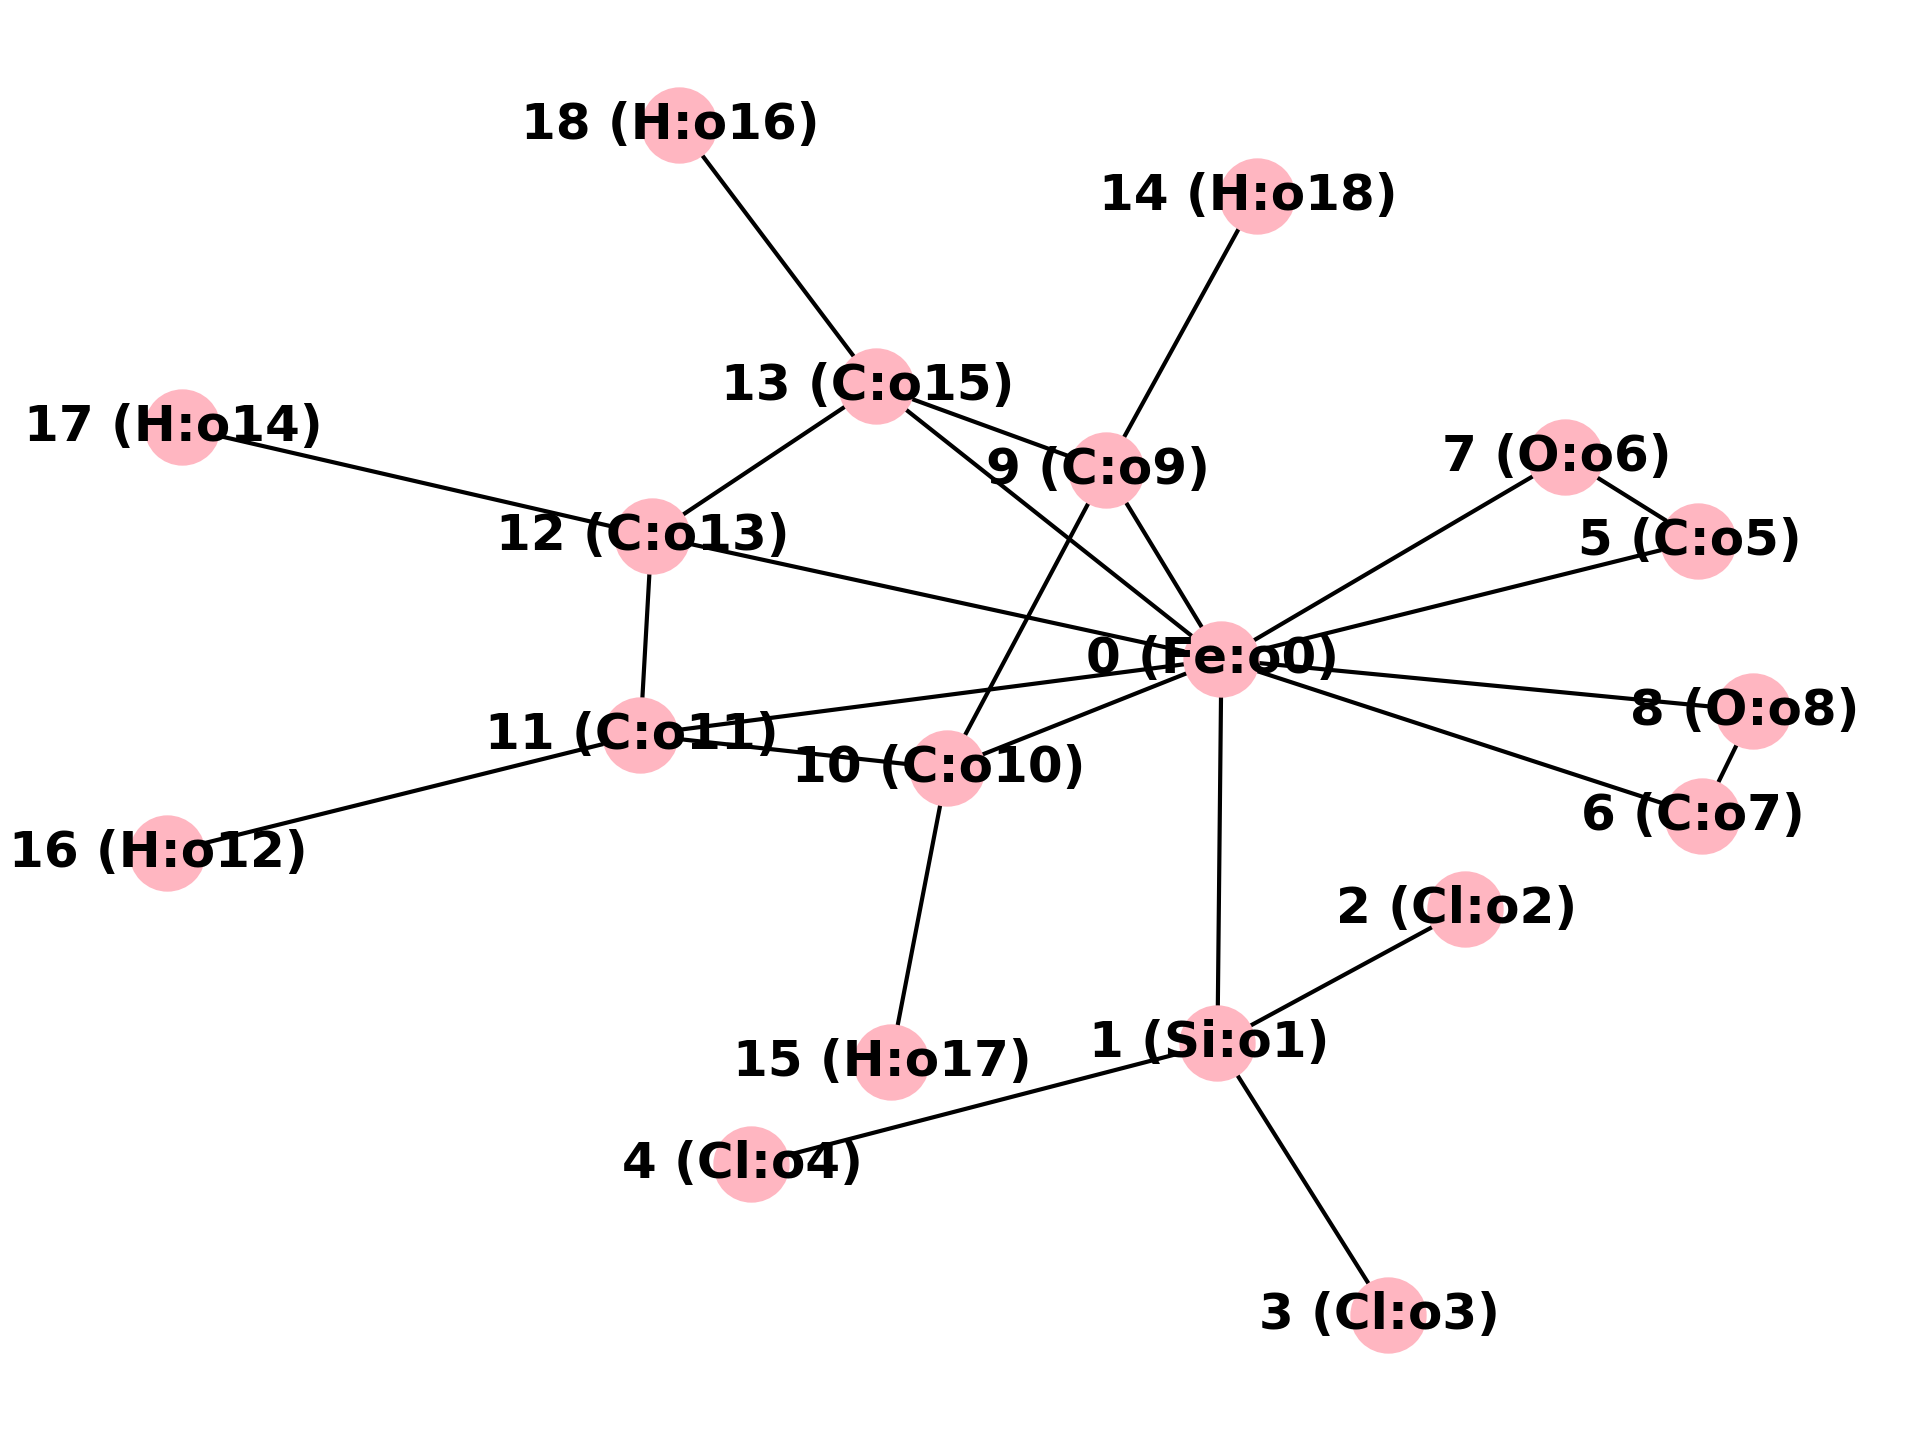 18 (H:o16)
14 (H:o18)
13 (C:o15)
17 (H:o14)
9 (C:o9)
7 (O:o6)
12 (C:o13)
5 (C:o5)
0 (Fe:o0)
8 (O:o8)
11 (C:o11)
10 (C:o10)
6 (C:o7)
16 (H:o12)
2 (Cl:o2)
1 (Si:o1)
15 (H:o17)
4 (Cl:o4)
3 (Cl:o3)